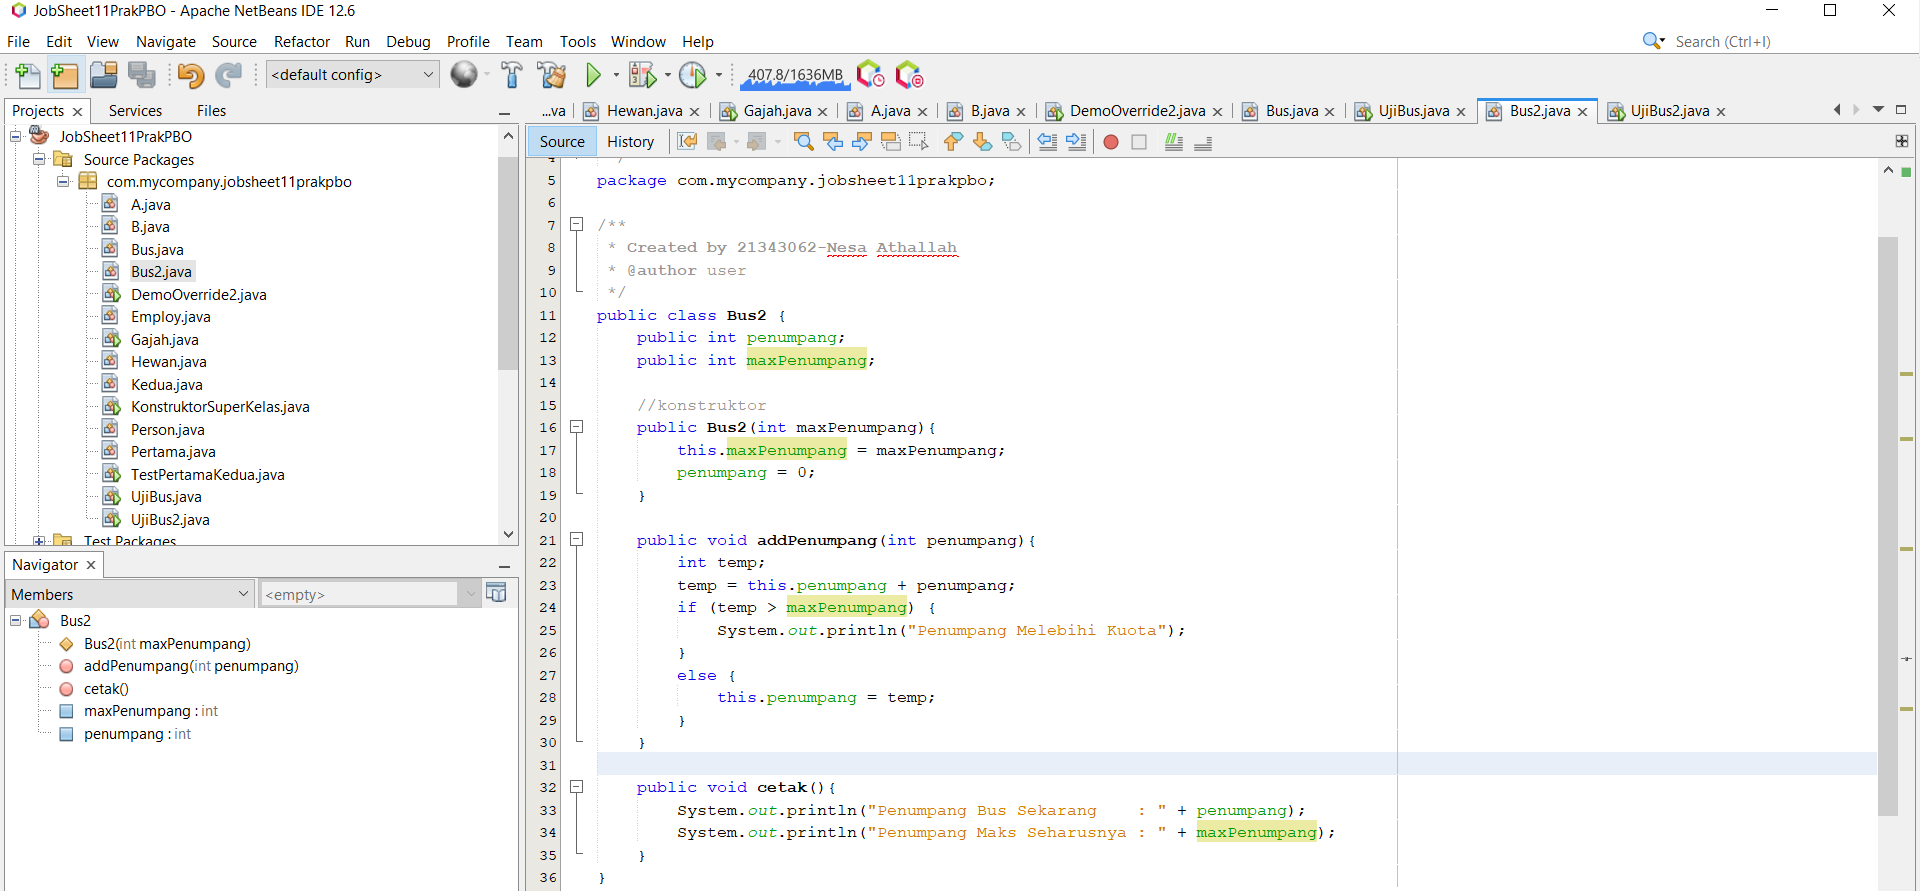 JobSheet11PrakPBO - Apache NetBeans IDE 12.6
File Edit View Navigate Source Refactor Run Debug Profile Team Tools Window Help
Search (Ctrl+I)
<default config>
407.8/1636MB
Projects Services Files
...va Hewan.java Gajah.java A.java B.java DemoOverride2.java Bus.java UjiBus.java Bus2.java UjiBus2.java
Source History
JobSheet11PrakPBO
Source Packages
com.mycompany.jobsheet11prakpbo
A.java
B.java
Bus.java
Bus2.java
DemoOverride2.java
Employ.java
Gajah.java
Hewan.java
Kedua.java
KonstruktorSuperKelas.java
Person.java
Pertama.java
TestPertamaKedua.java
UjiBus.java
UjiBus2.java
Test Packages
Navigator
Members
<empty>
Bus2
Bus2(int maxPenumpang)
addPenumpang(int penumpang)
cetak()
maxPenumpang : int
penumpang : int
4 */
5 package com.mycompany.jobsheet11prakpbo;
6
7 /**
8 * Created by 21343062-Nesa Athallah
9 * @author user
10 */
11 public class Bus2 {
12 public int penumpang;
13 public int maxPenumpang;
14
15 //konstruktor
16 public Bus2(int maxPenumpang){
17 this.maxPenumpang = maxPenumpang;
18 penumpang = 0;
19 }
20
21 public void addPenumpang(int penumpang){
22 int temp;
23 temp = this.penumpang + penumpang;
24 if (temp > maxPenumpang) {
25 System.out.println("Penumpang Melebihi Kuota");
26 }
27 else {
28 this.penumpang = temp;
29 }
30 }
31
32 public void cetak(){
33 System.out.println("Penumpang Bus Sekarang    : " + penumpang);
34 System.out.println("Penumpang Maks Seharusnya : " + maxPenumpang);
35 }
36 }